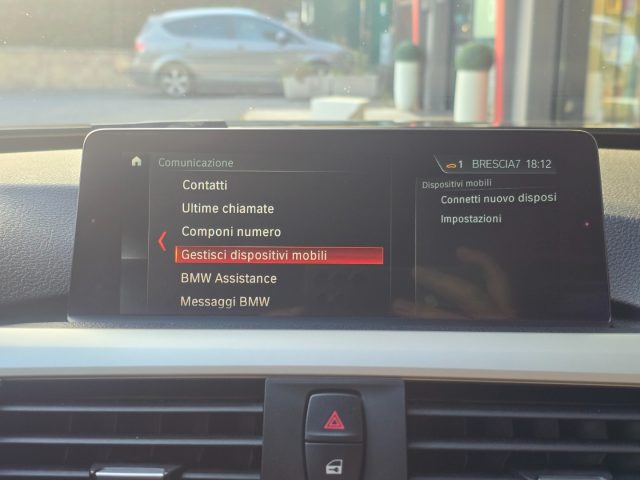 Comunicazione
1 BRESCIA7 18:12
Contatti
Ultime chiamate
Componi numero
Gestisci dispositivi mobili
BMW Assistance
Messaggi BMW
Dispositivi mobili
Connetti nuovo disposi
Impostazioni